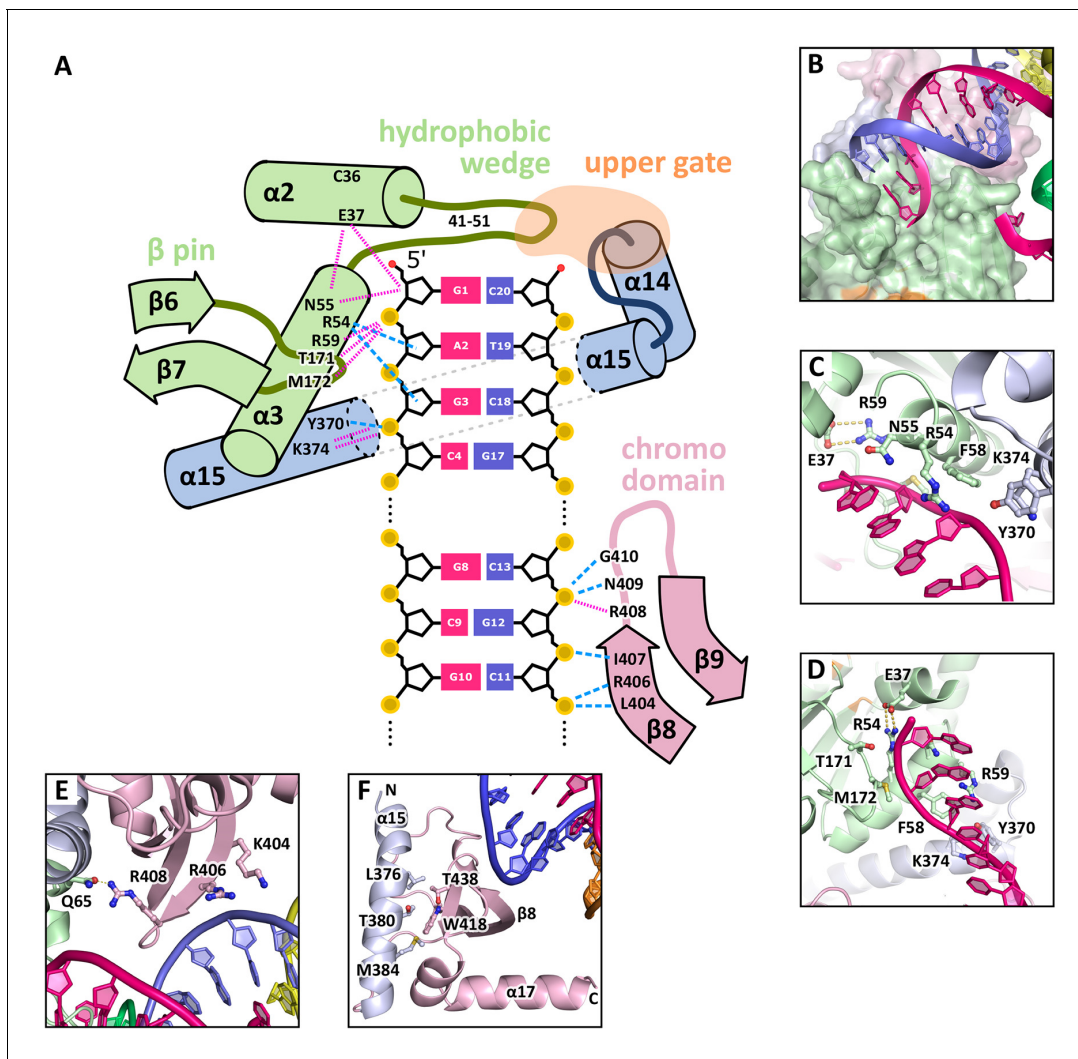 A
hydrophobic
wedge
upper gate
α2
C36
E37
41-51
β pin
5'
α14
β6
N55
R54
R59
T171
M172
β7
α3
α15
Y370
K374
α15
G1 C20
A2 T19
G3 C18
C4 G17
chromo
domain
G8 C13
C9 G12
G10 C11
G410
N409
R408
I407
R406
L404
β9
β8
B
C
R59
N55
R54
F58
K374
E37
Y370
D
E37
R54
T171
R59
M172
F58
Y370
K374
E
K404
R408
R406
Q65
F
N
α15
L376
T438
T380
β8
W418
M384
α17
C